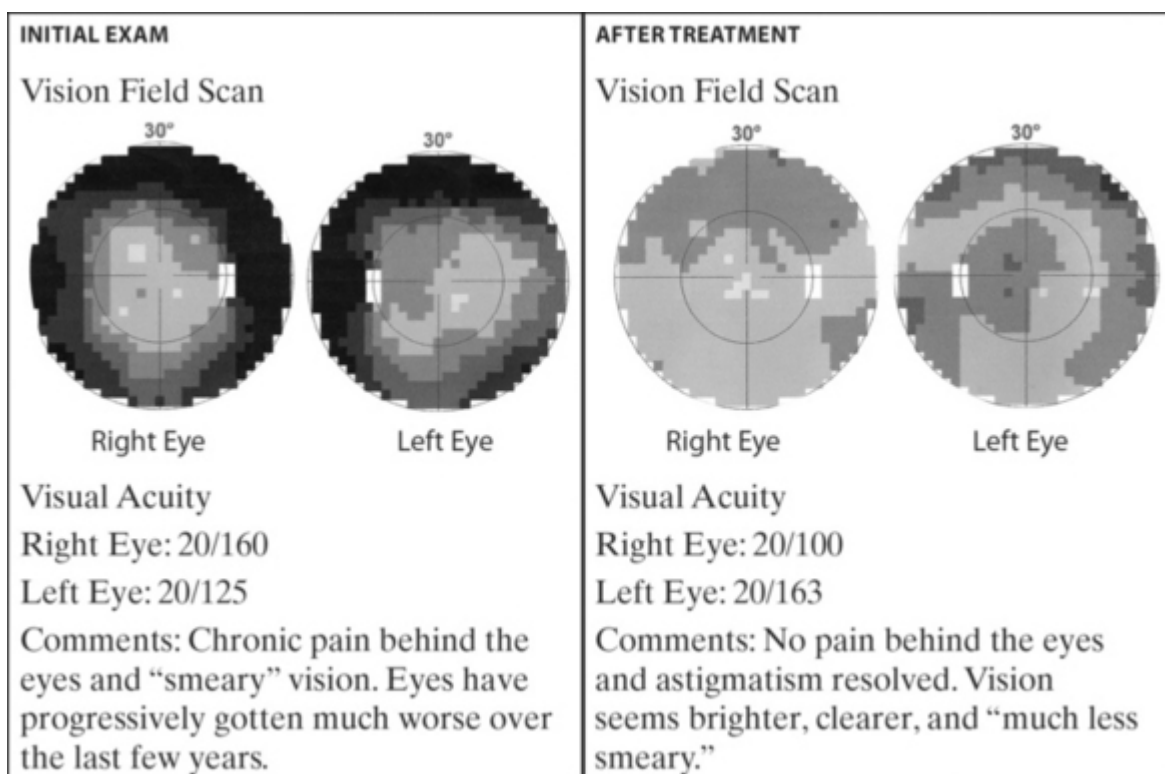 INITIAL EXAM
Vision Field Scan
30°
30°
Right Eye
Left Eye
Visual Acuity
Right Eye: 20/160
Left Eye: 20/125
Comments: Chronic pain behind the
eyes and “smeary” vision. Eyes have
progressively gotten much worse over
the last few years.
AFTER TREATMENT
Vision Field Scan
30°
30°
Right Eye
Left Eye
Visual Acuity
Right Eye: 20/100
Left Eye: 20/163
Comments: No pain behind the eyes
and astigmatism resolved. Vision
seems brighter, clearer, and “much less
smeary.”